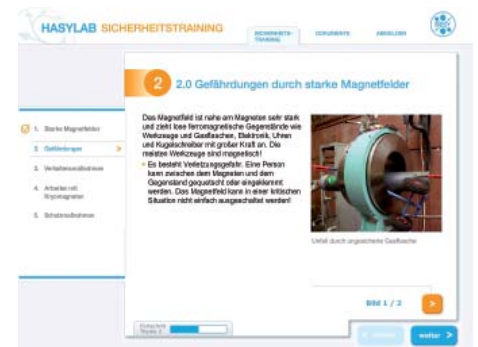 HASYLAB SICHERHEITSTRAINING
SICHERHEITS-
TRAINING
DOKUMENTE
ABMELDEN
2
2.0 Gefährdungen durch starke Magnetfelder
1. Starke Magnetfelder
2. Gefährdungen >
3. Verhaltensmaßnahmen
4. Arbeiten mit
Kryomagneten
5. Schutzmaßnahmen
Das Magnetfeld ist nahe am Magneten sehr stark
und zieht lose ferromagnetische Gegenstände wie
Werkzeuge und Gasflaschen, Elektronik, Uhren
und Kugelschreiber mit großer Kraft an. Die
meisten Werkzeuge sind magnetisch!
Es besteht Verletzungsgefahr. Eine Person
kann zwischen dem Magneten und dem
Gegenstand gequetscht oder eingeklemmt
werden. Das Magnetfeld kann in einer kritischen
Situation nicht einfach ausgeschaltet werden!
Unfall durch ungesicherte Gasflasche
Bild 1 / 2 >
weiter >